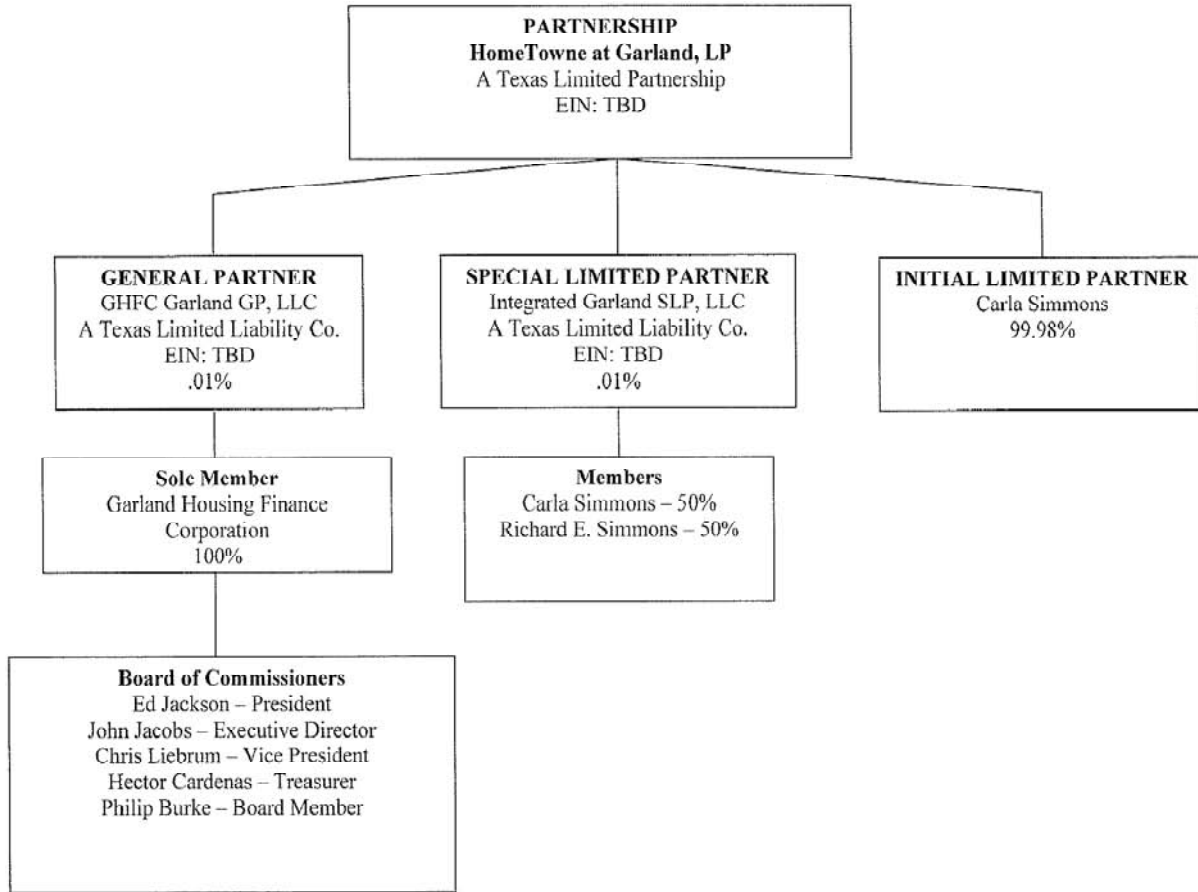 PARTNERSHIP
HomeTowne at Garland, LP
A Texas Limited Partnership
EIN: TBD
GENERAL PARTNER
GHFC Garland GP, LLC
A Texas Limited Liability Co.
EIN: TBD
.01%
SPECIAL LIMITED PARTNER
Integrated Garland SLP, LLC
A Texas Limited Liability Co.
EIN: TBD
.01%
INITIAL LIMITED PARTNER
Carla Simmons
99.98%
Sole Member
Garland Housing Finance
Corporation
100%
Members
Carla Simmons – 50%
Richard E. Simmons – 50%
Board of Commissioners
Ed Jackson – President
John Jacobs – Executive Director
Chris Liebrum – Vice President
Hector Cardenas – Treasurer
Philip Burke – Board Member